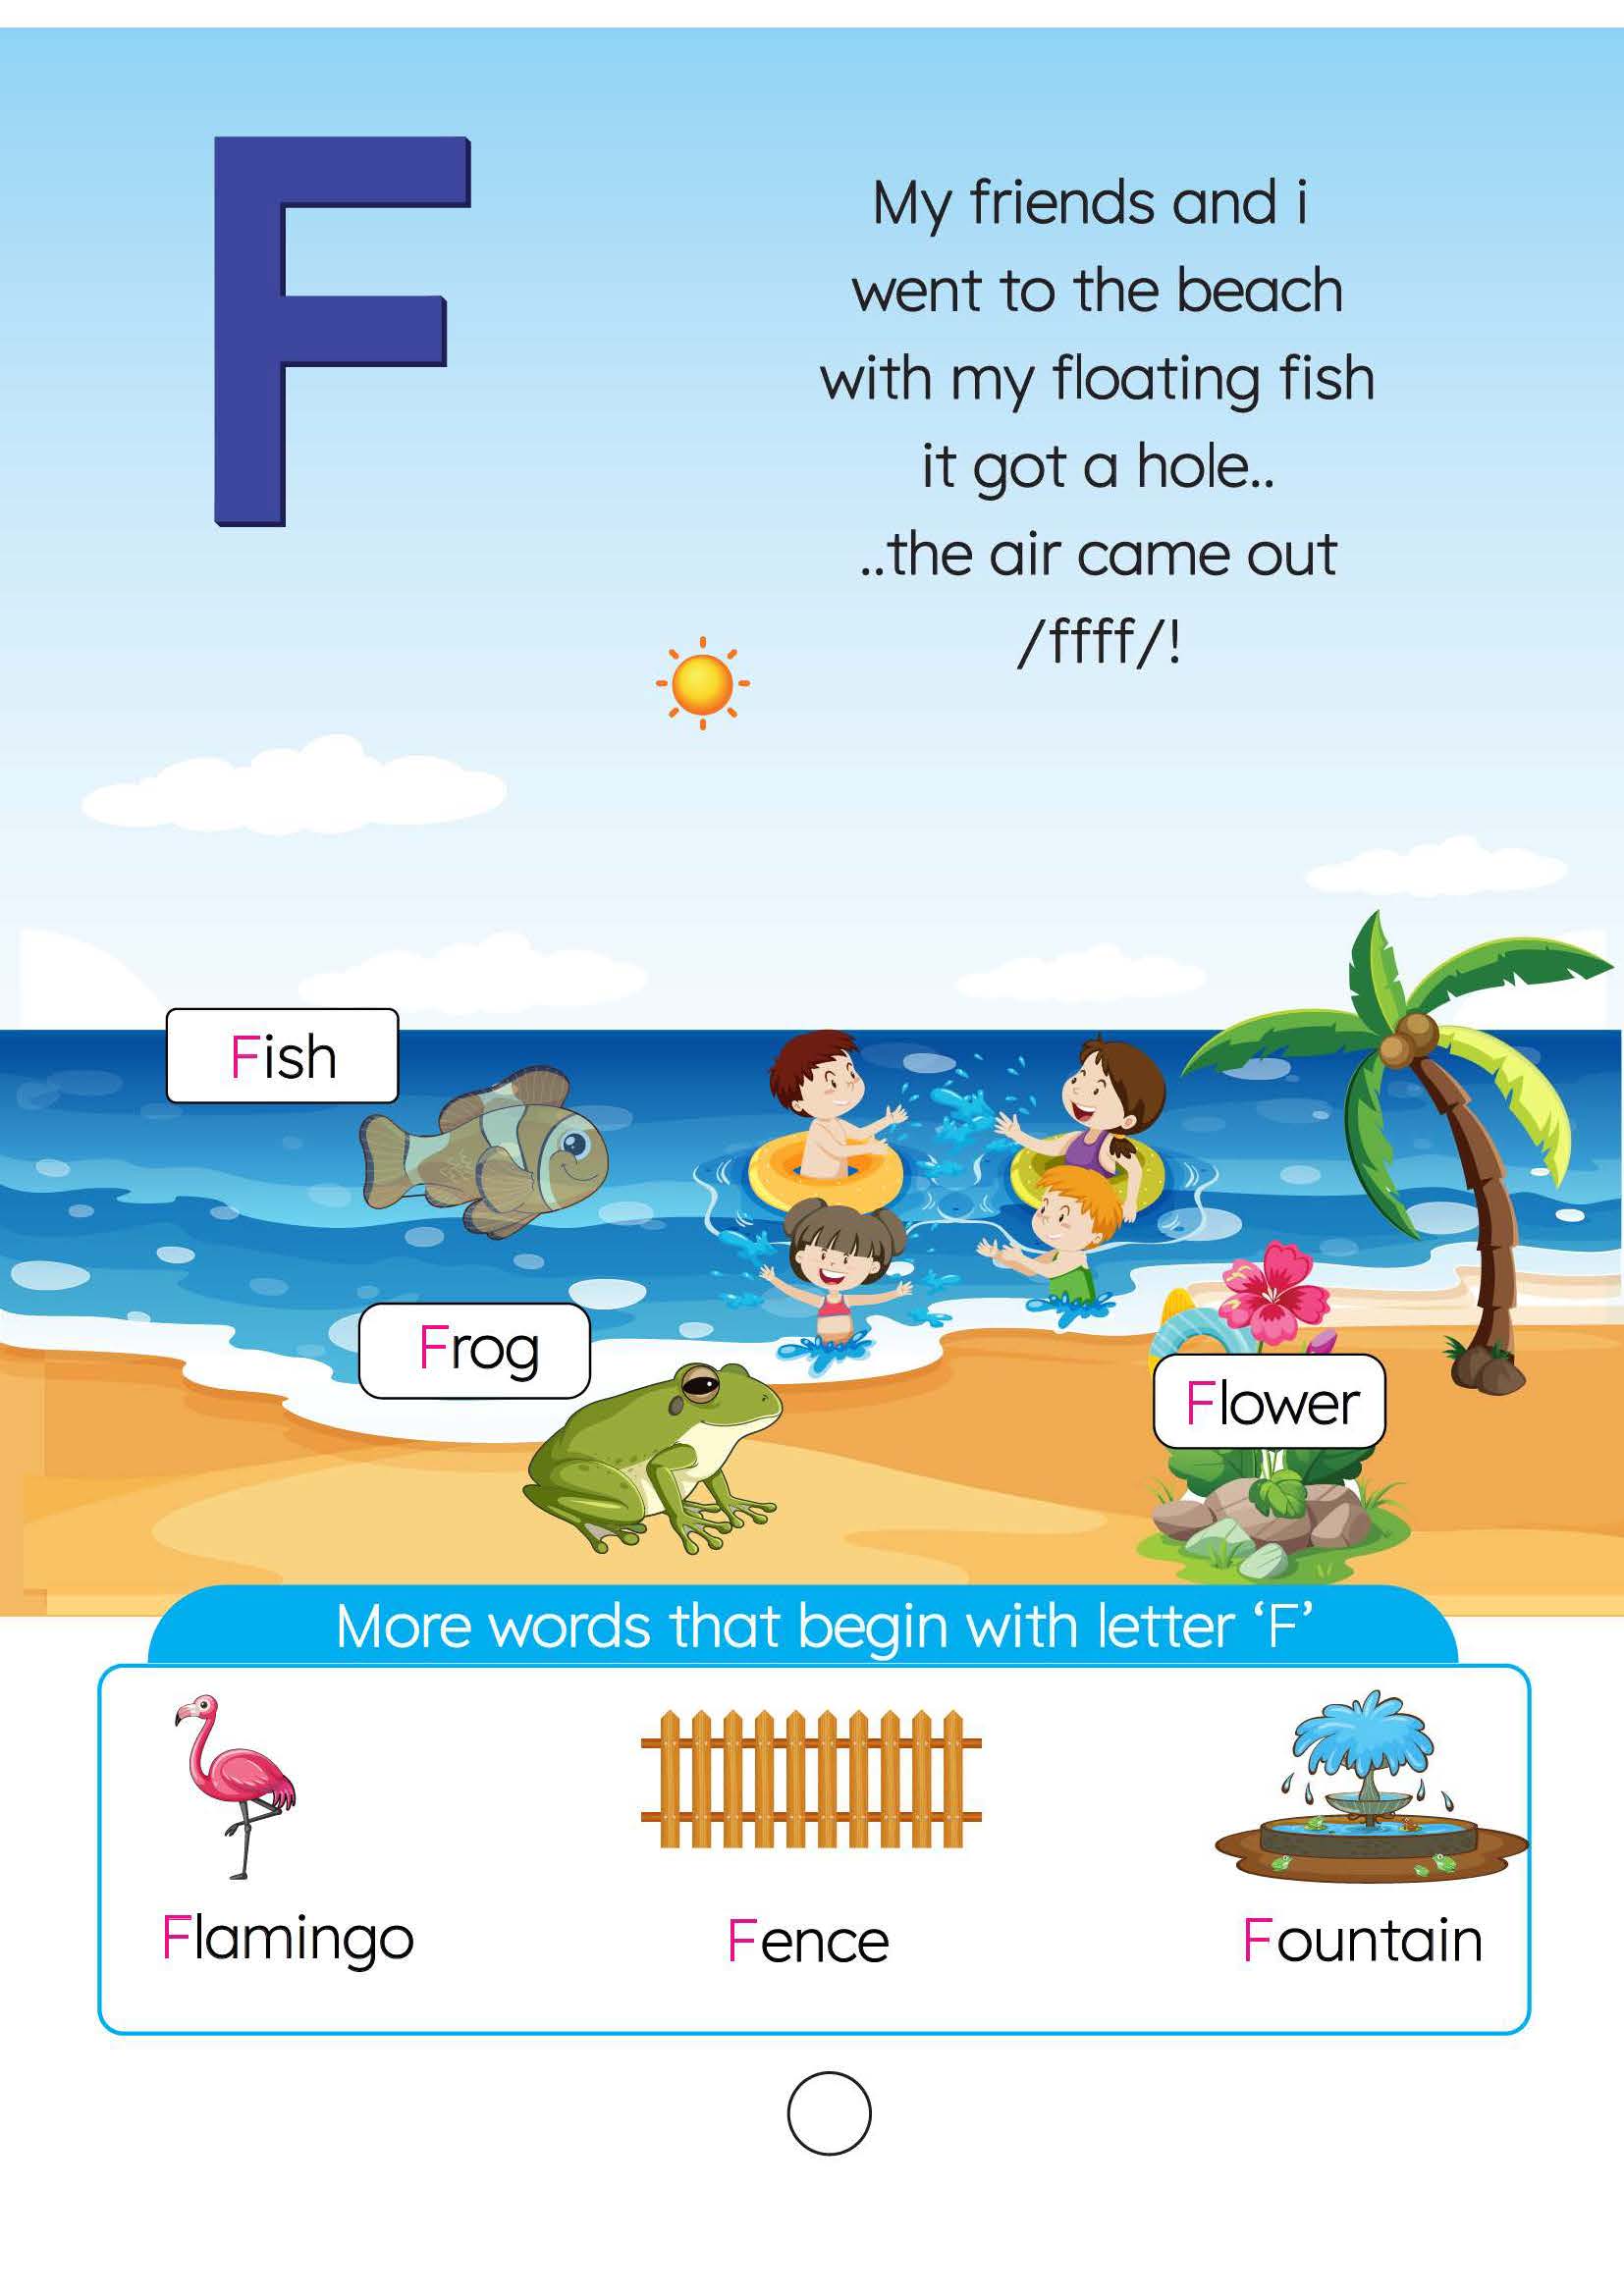 F
My friends and i
went to the beach
with my floating fish
it got a hole..
..the air came out
/ffff/!
Fish
Frog
Flower
More words that begin with letter ‘F’
Flamingo
Fence
Fountain